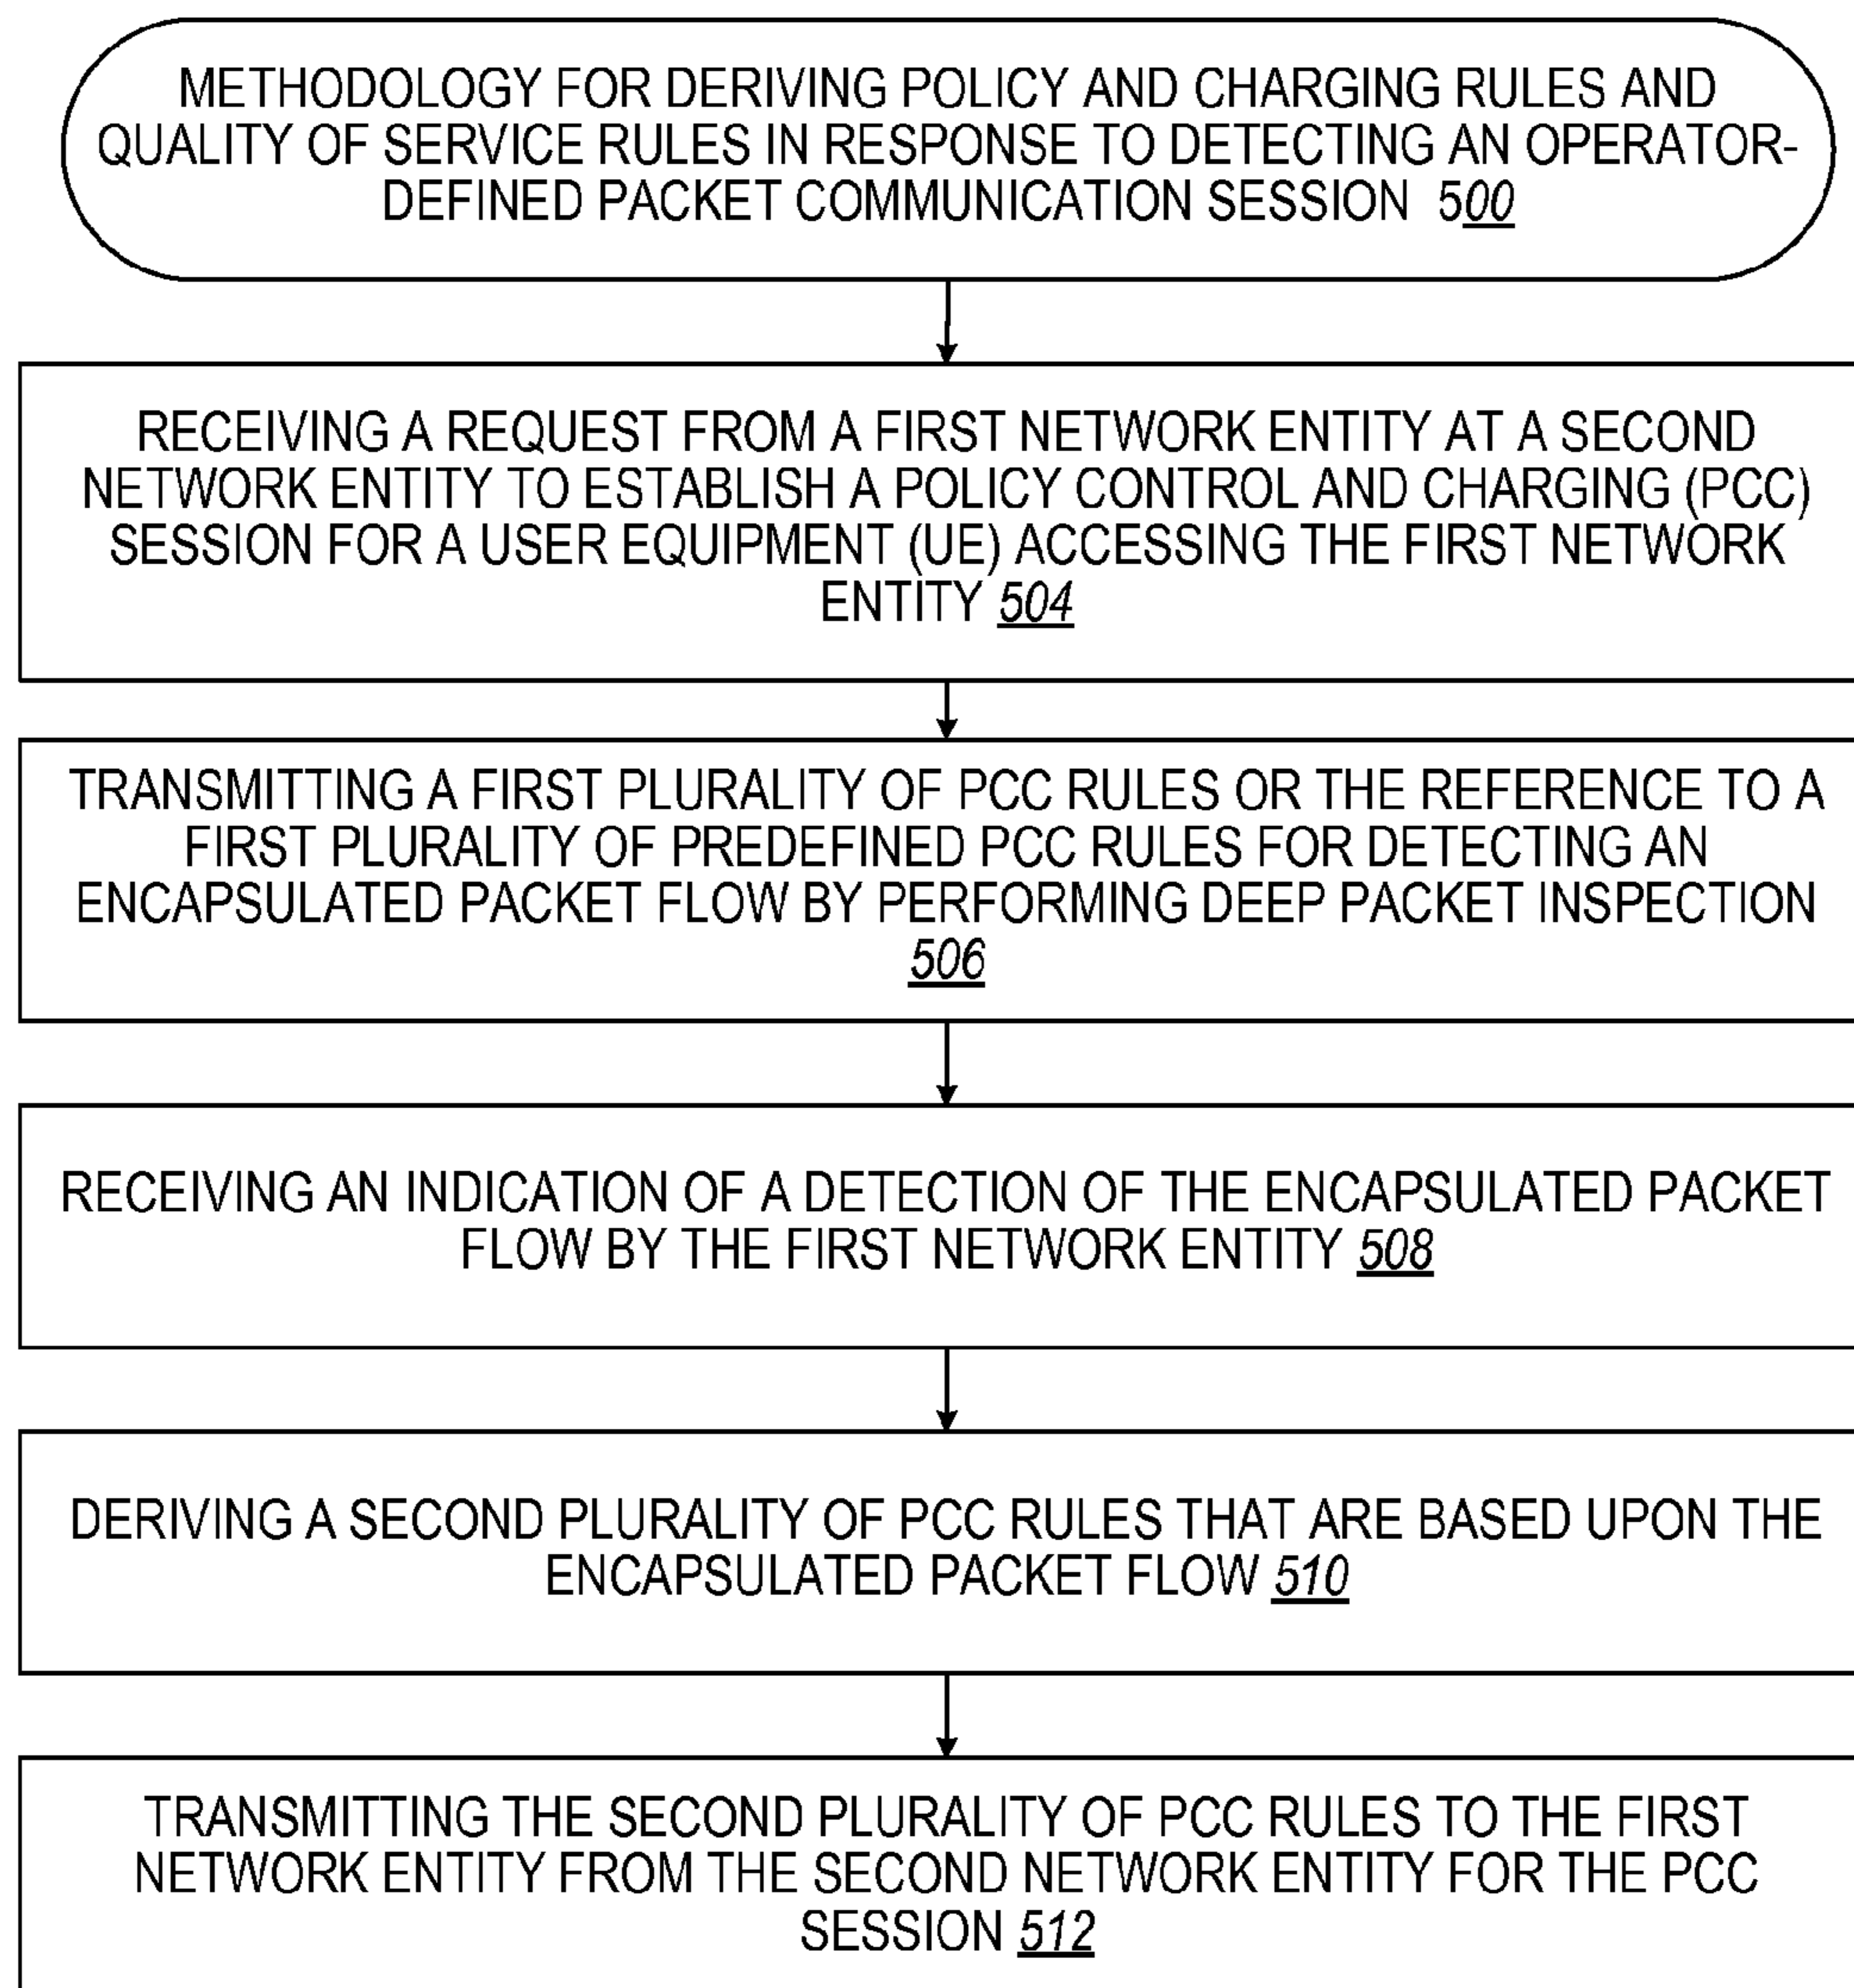 METHODOLOGY FOR DERIVING POLICY AND CHARGING RULES AND
QUALITY OF SERVICE RULES IN RESPONSE TO DETECTING AN OPERATOR-
DEFINED PACKET COMMUNICATION SESSION 500
RECEIVING A REQUEST FROM A FIRST NETWORK ENTITY AT A SECOND
NETWORK ENTITY TO ESTABLISH A POLICY CONTROL AND CHARGING (PCC)
SESSION FOR A USER EQUIPMENT (UE) ACCESSING THE FIRST NETWORK
ENTITY 504
TRANSMITTING A FIRST PLURALITY OF PCC RULES OR THE REFERENCE TO A
FIRST PLURALITY OF PREDEFINED PCC RULES FOR DETECTING AN
ENCAPSULATED PACKET FLOW BY PERFORMING DEEP PACKET INSPECTION
506
RECEIVING AN INDICATION OF A DETECTION OF THE ENCAPSULATED PACKET
FLOW BY THE FIRST NETWORK ENTITY 508
DERIVING A SECOND PLURALITY OF PCC RULES THAT ARE BASED UPON THE
ENCAPSULATED PACKET FLOW 510
TRANSMITTING THE SECOND PLURALITY OF PCC RULES TO THE FIRST
NETWORK ENTITY FROM THE SECOND NETWORK ENTITY FOR THE PCC
SESSION 512